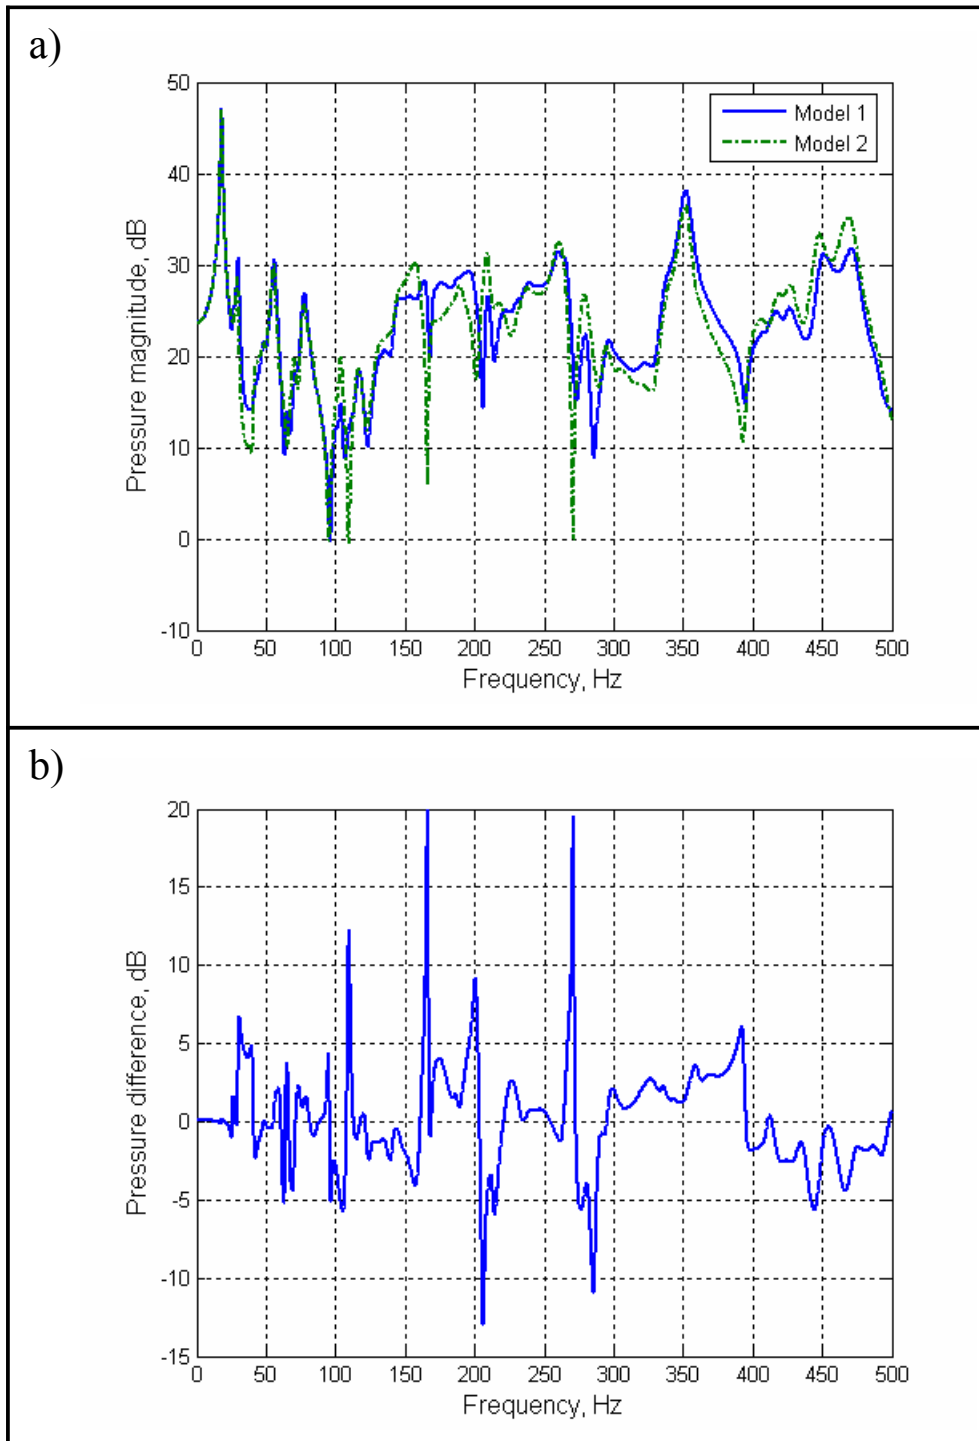 a)
50
40
30
20
10
0
-10
Pressure magnitude, dB
Model 1
Model 2
0 50 100 150 200 250 300 350 400 450 500
Frequency, Hz
b)
20
15
10
5
0
-5
-10
-15
Pressure difference, dB
0 50 100 150 200 250 300 350 400 450 500
Frequency, Hz